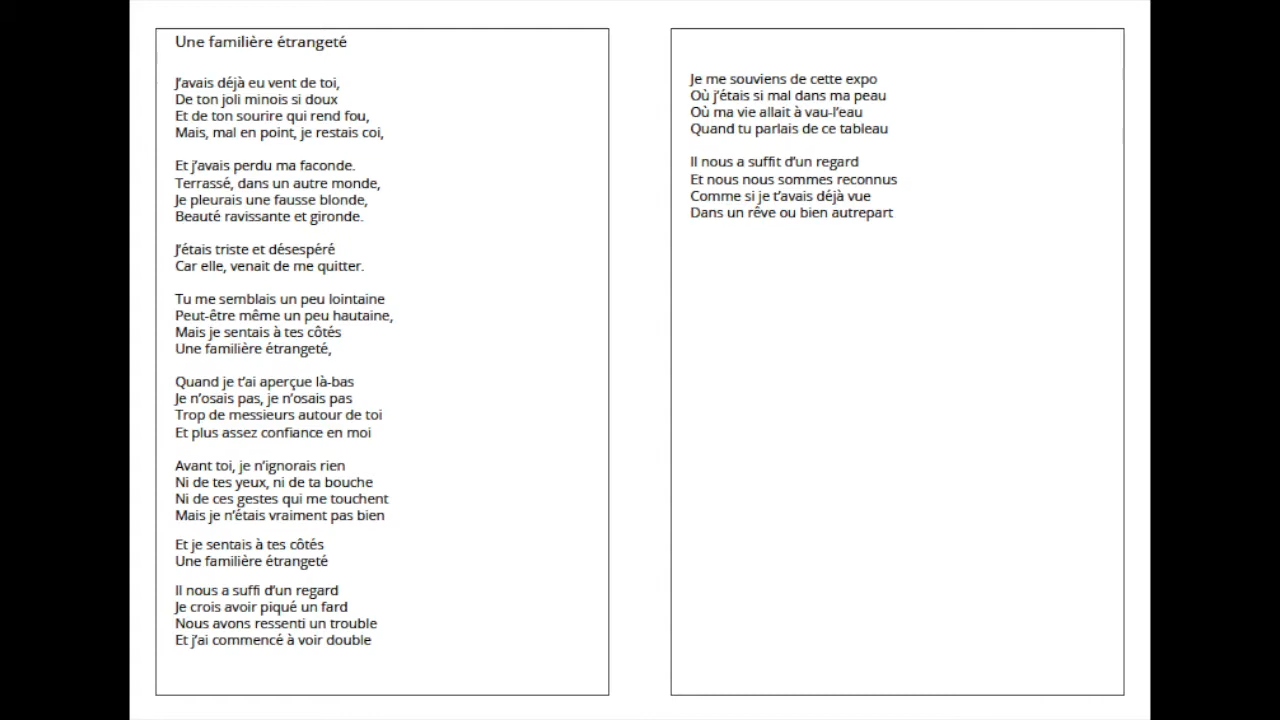 Une familière étrangeté
J'avais déjà eu vent de toi,
De ton joli minois si doux
Et de ton sourire qui rend fou,
Mais, mal en point, je restais coi,
Et j'avais perdu ma faconde.
Terrassé, dans un autre monde,
Je pleurais une fausse blonde,
Beauté ravissante et gironde.
J'étais triste et désespéré
Car elle, venait de me quitter.
Tu me semblais un peu lointaine
Peut-être même un peu hautaine,
Mais je sentais à tes côtés
Une familière étrangeté,
Quand je t'ai aperçue là-bas
Je n'osais pas, je n'osais pas
Trop de messieurs autour de toi
Et plus assez confiance en moi
Avant toi, je n'ignorais rien
Ni de tes yeux, ni de ta bouche
Ni de ces gestes qui me touchent
Mais je n'étais vraiment pas bien
Et je sentais à tes côtés
Une familière étrangeté
Il nous a suffi d'un regard
Je crois avoir piqué un fard
Nous avons ressenti un trouble
Et j'ai commencé à voir double
Je me souviens de cette expo
Où j'étais si mal dans ma peau
Où ma vie allait à vau-l'eau
Quand tu parlais de ce tableau
Il nous a suffit d'un regard
Et nous nous sommes reconnus
Comme si je t'avais déjà vue
Dans un rêve ou bien autrepart